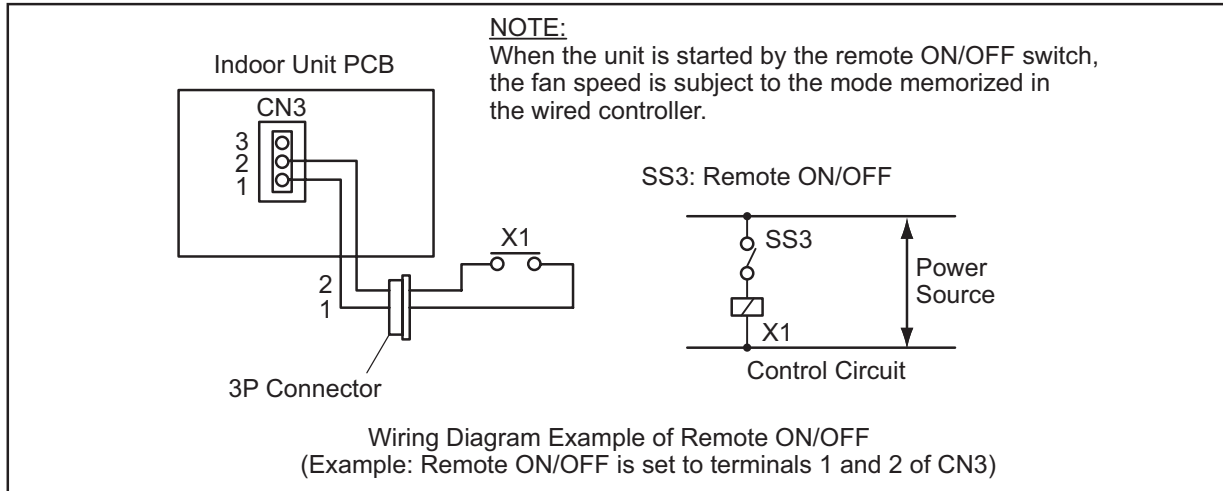 NOTE:
When the unit is started by the remote ON/OFF switch,
the fan speed is subject to the mode memorized in
the wired controller.
Indoor Unit PCB
CN3
3
2
1
X1
2
1
3P Connector
SS3: Remote ON/OFF
SS3
Power
Source
X1
Control Circuit
Wiring Diagram Example of Remote ON/OFF
(Example: Remote ON/OFF is set to terminals 1 and 2 of CN3)